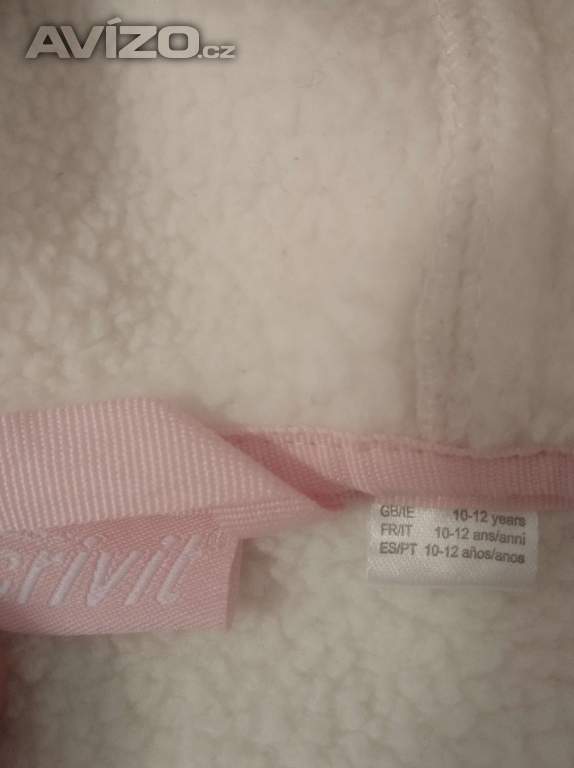 AVÍZO.cz
GB/IE 10-12 years
FR/IT 10-12 ans/anni
ES/PT 10-12 años/anos